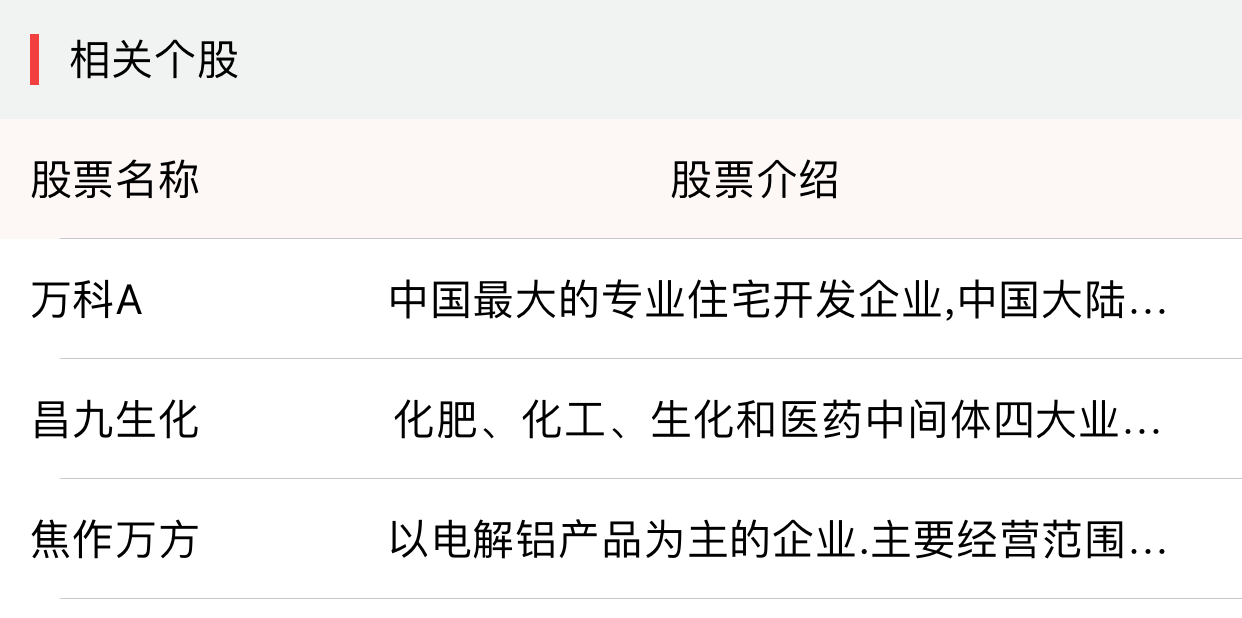 相关个股
股票名称 股票介绍
万科A 中国最大的专业住宅开发企业,中国大陆...
昌九生化 化肥、化工、生化和医药中间体四大业...
焦作万方 以电解铝产品为主的企业.主要经营范围...